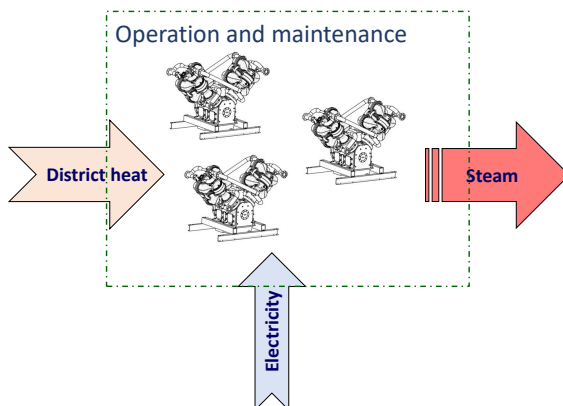 Operation and maintenance
District heat
Steam
Electricity